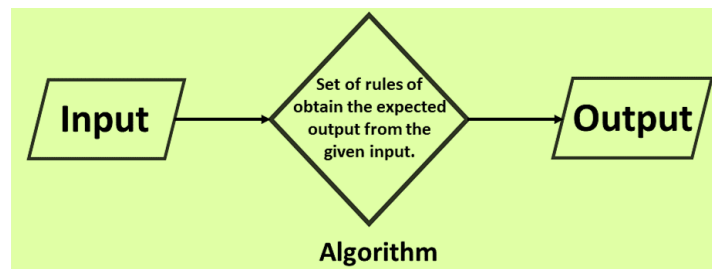 Input
Set of rules of
obtain the expected
output from the
given input.
Output
Algorithm